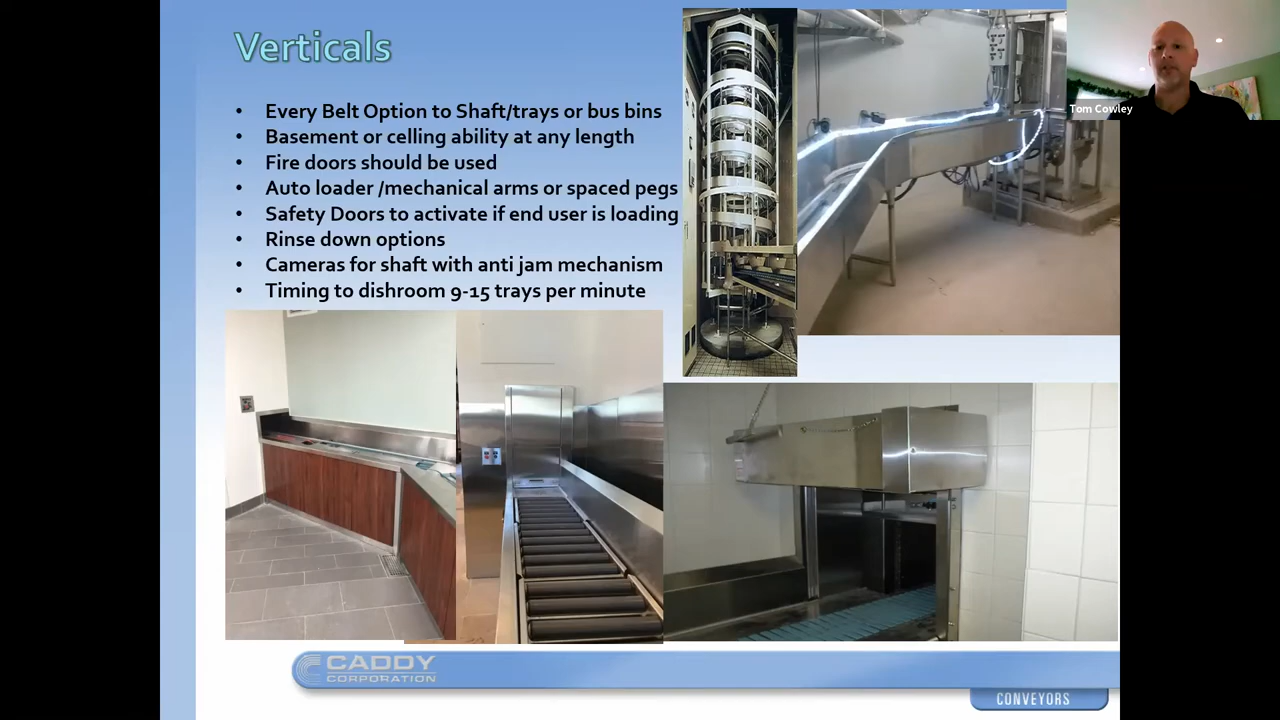 Verticals
• Every Belt Option to Shaft/trays or bus bins
• Basement or celling ability at any length
• Fire doors should be used
• Auto loader /mechanical arms or spaced pegs
• Safety Doors to activate if end user is loading
• Rinse down options
• Cameras for shaft with anti jam mechanism
• Timing to dishroom 9-15 trays per minute
Tom Cowley
CADDY
CORPORATION
CONVEYORS